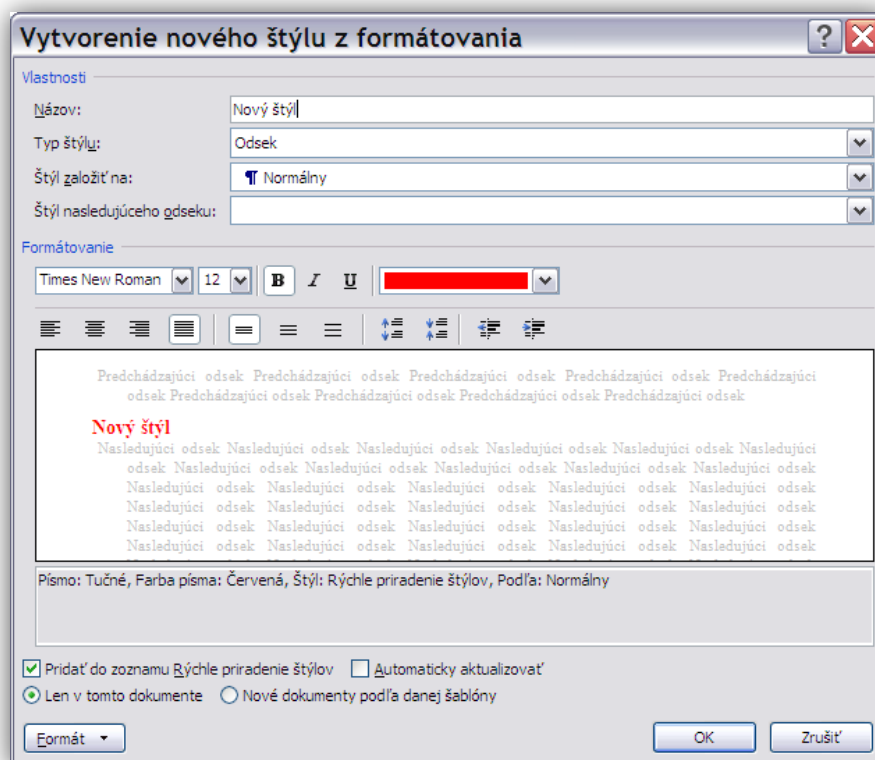 Vytvorenie nového štýlu z formátovania
Vlastnosti
Názov: Nový štýl
Typ štýlu: Odsek
Štýl založiť na: ¶ Normálny
Štýl nasledujúceho odseku:
Formátovanie
Times New Roman 12 B I U
Predchádzajúci odsek Predchádzajúci odsek Predchádzajúci odsek Predchádzajúci odsek Predchádzajúci
odsek Predchádzajúci odsek Predchádzajúci odsek Predchádzajúci odsek Predchádzajúci odsek
Nový štýl
Nasledujúci odsek Nasledujúci odsek Nasledujúci odsek Nasledujúci odsek Nasledujúci odsek Nasledujúci
odsek Nasledujúci odsek Nasledujúci odsek Nasledujúci odsek Nasledujúci odsek Nasledujúci odsek
Nasledujúci odsek Nasledujúci odsek Nasledujúci odsek Nasledujúci odsek Nasledujúci odsek
Nasledujúci odsek Nasledujúci odsek Nasledujúci odsek Nasledujúci odsek Nasledujúci odsek
Nasledujúci odsek Nasledujúci odsek Nasledujúci odsek Nasledujúci odsek Nasledujúci odsek
Nasledujúci odsek Nasledujúci odsek Nasledujúci odsek Nasledujúci odsek Nasledujúci odsek
Písmo: Tučné, Farba písma: Červená, Štýl: Rýchle priradenie štýlov, Podľa: Normálny
Pridať do zoznamu Rýchle priradenie štýlov Automaticky aktualizovať
Len v tomto dokumente Nové dokumenty podľa danej šablóny
Formát OK Zrušiť